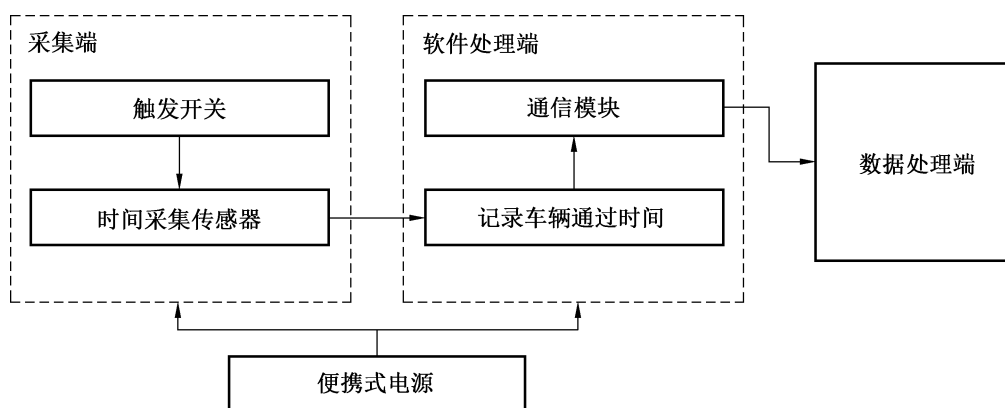 采集端
触发开关
时间采集传感器
软件处理端
通信模块
记录车辆通过时间
数据处理端
便携式电源